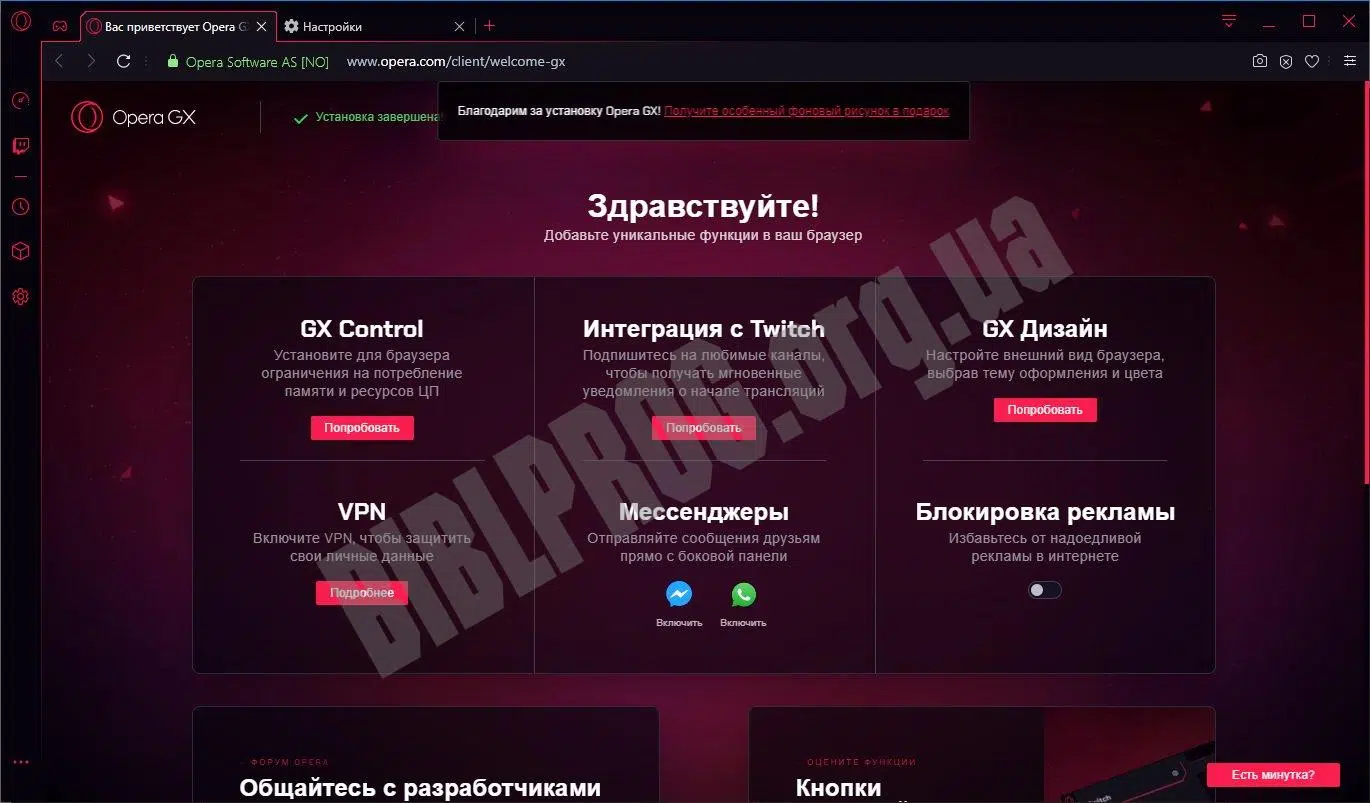 Вас приветствует Opera G
Настройки
Opera Software AS [NO]
www.opera.com/client/welcome-gx
Opera GX
Установка завершена
Благодарим за установку Opera GX! Получите особенный фоновый рисунок в подарок
Здравствуйте!
Добавьте уникальные функции в ваш браузер
GX Control
Установите для браузера
ограничения на потребление
памяти и ресурсов ЦП
Попробовать
Интеграция с Twitch
Подпишитесь на любимые каналы,
чтобы получать мгновенные
уведомления о начале трансляций
Попробовать
GX Дизайн
Настройте внешний вид браузера,
выбрав тему оформления и цвета
Попробовать
VPN
Включите VPN, чтобы защитить
свои личные данные
Подробнее
Мессенджеры
Отправляйте сообщения друзьям
прямо с боковой панели
Включить
Включить
Блокировка рекламы
Избавьтесь от надоедливой
рекламы в интернете
BIBLPROG.org.ua
ФОРУМ OPERA
Общайтесь с разработчиками
ОЦЕНИТЕ ФУНКЦИИ
Кнопки
Twitch
Есть минутка?